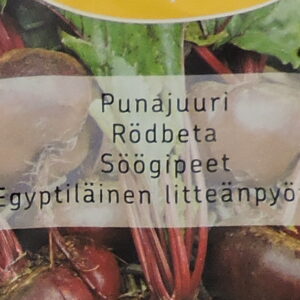 Punajuuri
Rödbeta
Söögipeet
Egyptiläinen litteänpyö